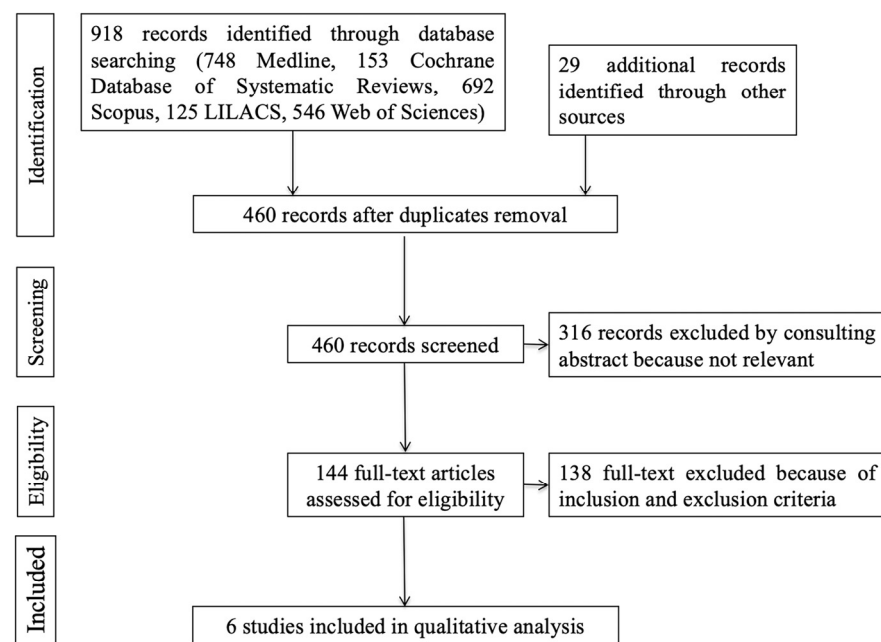 Identification
918 records identified through database
searching (748 Medline, 153 Cochrane
Database of Systematic Reviews, 692
Scopus, 125 LILACS, 546 Web of Sciences)
29 additional records
identified through other
sources
460 records after duplicates removal
Screening
460 records screened
316 records excluded by consulting
abstract because not relevant
Eligibility
144 full-text articles
assessed for eligibility
138 full-text excluded because of
inclusion and exclusion criteria
Included
6 studies included in qualitative analysis